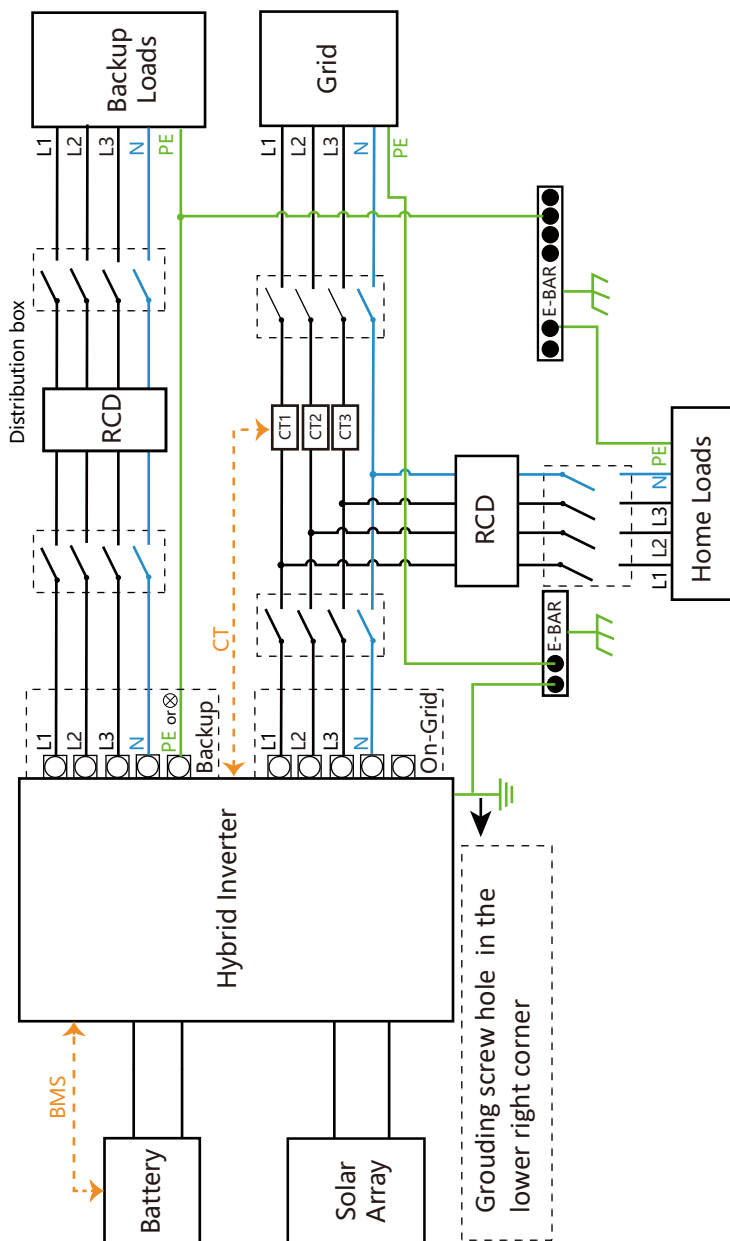 Backup
Loads
L1
L2
L3
N
PE
Grid
L1
L2
L3
N
PE
Distribution box
RCD
CT1
CT2
CT3
CT
E-BAR
RCD
PE
N
L3
L2
L1
Home Loads
E-BAR
L1
L2
L3
N
PE or
Backup
L1
L2
L3
N
On-Grid
Hybrid Inverter
Grouding screw hole in the
lower right corner
BMS
Battery
Solar
Array